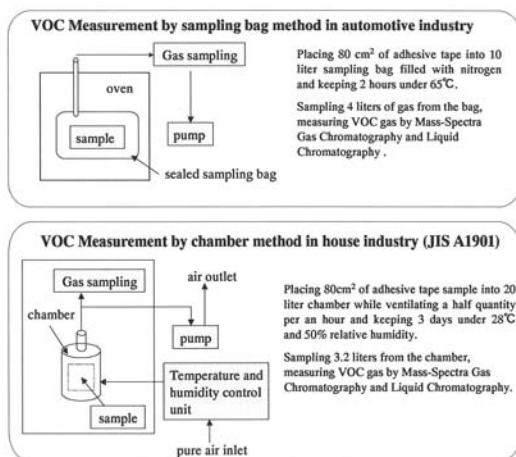 VOC Measurement by sampling bag method in automotive industry
Gas sampling
oven
sample
pump
sealed sampling bag
Placing 80 cm² of adhesive tape into 10
liter sampling bag filled with nitrogen
and keeping 2 hours under 65℃.
Sampling 4 liters of gas from the bag,
measuring VOC gas by Mass-Spectra
Gas Chromatography and Liquid
Chromatography .
VOC Measurement by chamber method in house industry (JIS A1901)
Gas sampling
air outlet
chamber
pump
Temperature and
humidity control
unit
sample
pure air inlet
Placing 80cm² of adhesive tape sample into 20
liter chamber while ventilating a half quantity
per an hour and keeping 3 days under 28℃
and 50% relative humidity.
Sampling 3.2 liters from the chamber,
measuring VOC gas by Mass-Spectra Gas
Chromatography and Liquid Chromatography.